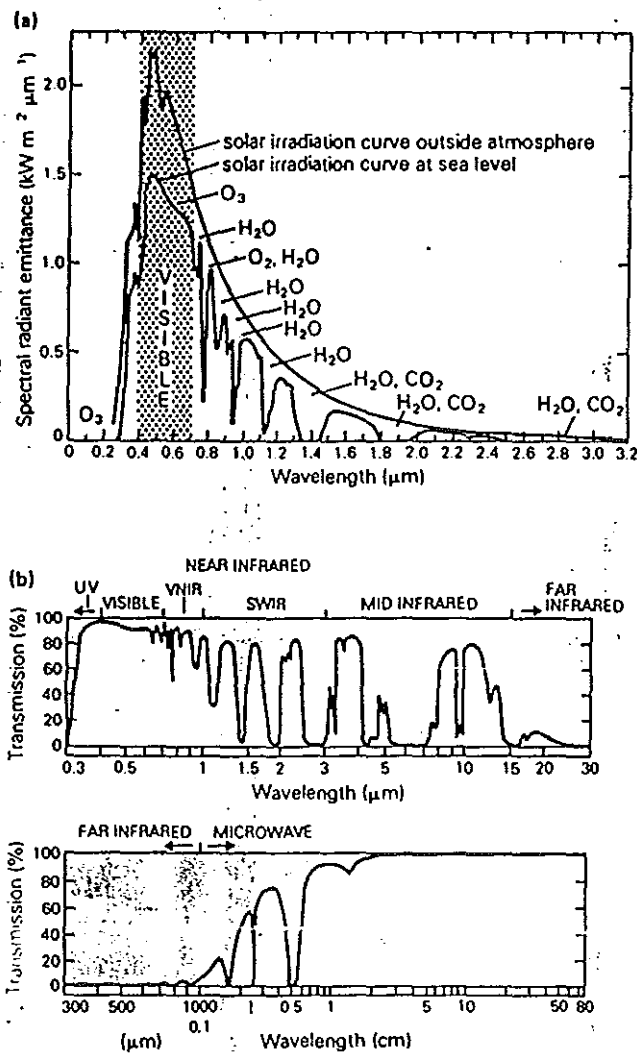 (a)
2.0
1.5
1.0
0.5
0
Spectral radiant emittance (kW m⁻² μm⁻¹)
solar irradiation curve outside atmosphere
solar irradiation curve at sea level
O₃
H₂O
O₂, H₂O
H₂O
H₂O
H₂O
H₂O
H₂O, CO₂
H₂O, CO₂
H₂O, CO₂
O₃
VISIBLE
0 0.2 0.4 0.6 0.8 1.0 1.2 1.4 1.6 1.8 2.0 2.2 2.4 2.6 2.8 3.0 3.2
Wavelength (μm)
(b)
NEAR INFRARED
UV VISIBLE VNIR SWIR MID INFRARED FAR INFRARED
Transmission (%)
100
80
60
40
20
0
0.3 0.5 1 1.5 2 3 5 10 15 20 30
Wavelength (μm)
FAR INFRARED MICROWAVE
Transmission (%)
100
80
60
40
20
0
300 500 1000 1 0 5 1 5 10 50 80
0.1
(μm) Wavelength (cm)